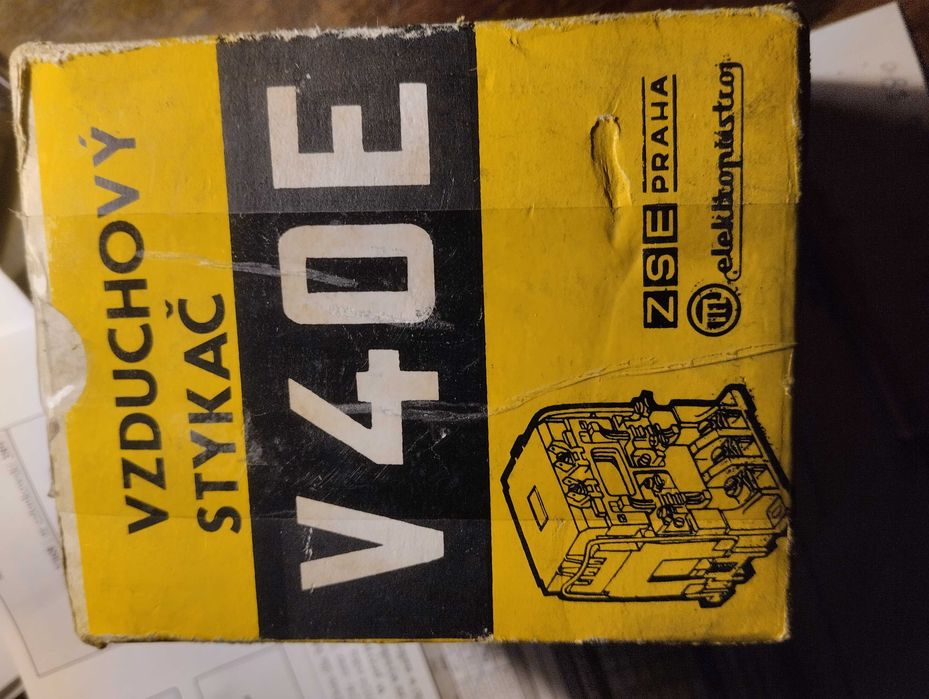 VZDUCHOVÝ
STYKAČ
V40E
ZSE PRAHA
elektropřístroj